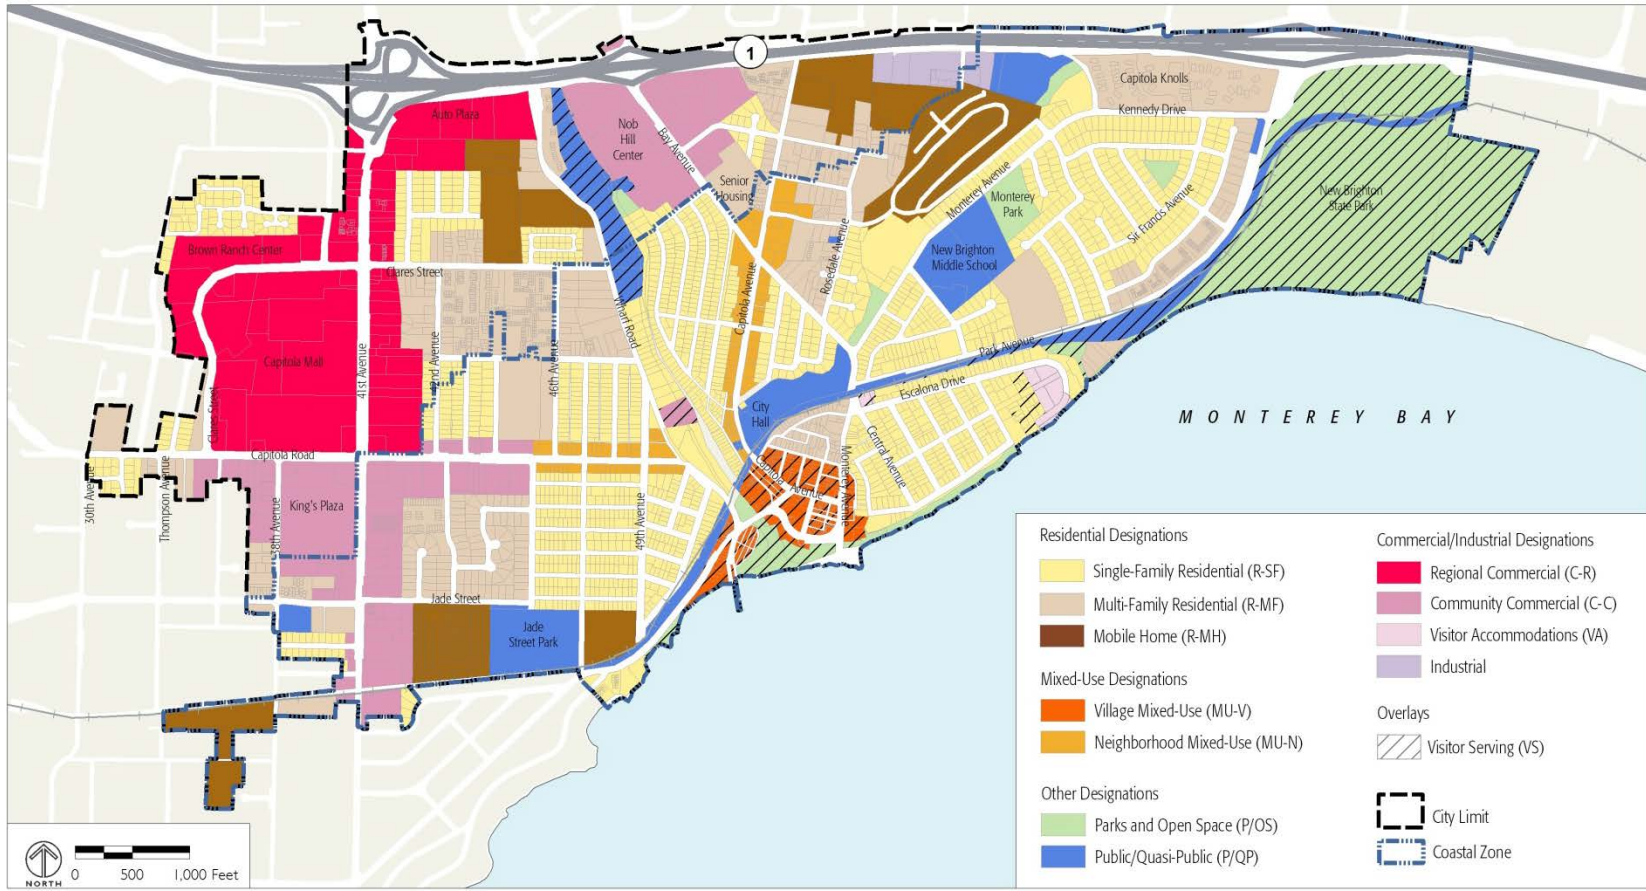 1
Capitola Knolls
Kennedy Drive
Auto Plaza
Nob
Hill
Center
Bay Avenue
Senior
Housing
Monterey Avenue
Monterey
Park
New Brighton
State Park
Sir Francis Avenue
Rosedale Avenue
New Brighton
Middle School
Brown Ranch Center
Clares Street
Wharf Road
Capitola Avenue
Capitola Mall
41st Avenue
42nd Avenue
46th Avenue
Park Avenue
Escalona Drive
Clares Street
City
Hall
Central Avenue
MONTEREY BAY
Capitola Road
Capitola Avenue
Monterey Avenue
30th Avenue
Thompson Avenue
38th Avenue
King's Plaza
49th Avenue
Jade Street
Jade
Street Park
Residential Designations
Single-Family Residential (R-SF)
Multi-Family Residential (R-MF)
Mobile Home (R-MH)
Mixed-Use Designations
Village Mixed-Use (MU-V)
Neighborhood Mixed-Use (MU-N)
Other Designations
Parks and Open Space (P/OS)
Public/Quasi-Public (P/QP)
Commercial/Industrial Designations
Regional Commercial (C-R)
Community Commercial (C-C)
Visitor Accommodations (VA)
Industrial
Overlays
Visitor Serving (VS)
City Limit
Coastal Zone
NORTH
0 500 1,000 Feet